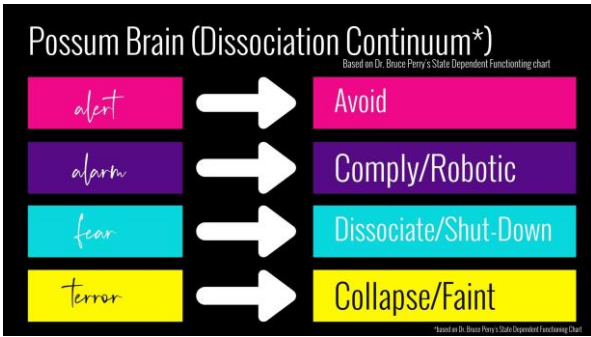 Possum Brain (Dissociation Continuum*)
Based on Dr. Bruce Perry's State Dependent Functionting chart
alert
Avoid
alarm
Comply/Robotic
fear
Dissociate/Shut-Down
terror
Collapse/Faint
*based on Dr. Bruce Perry's State Dependent Functioning Chart